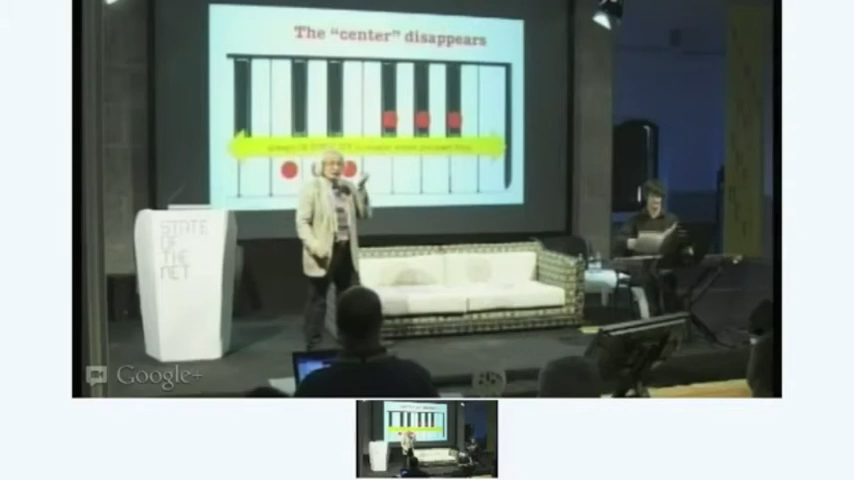 The "center" disappears
STATE
OF
THE
NET
Google+